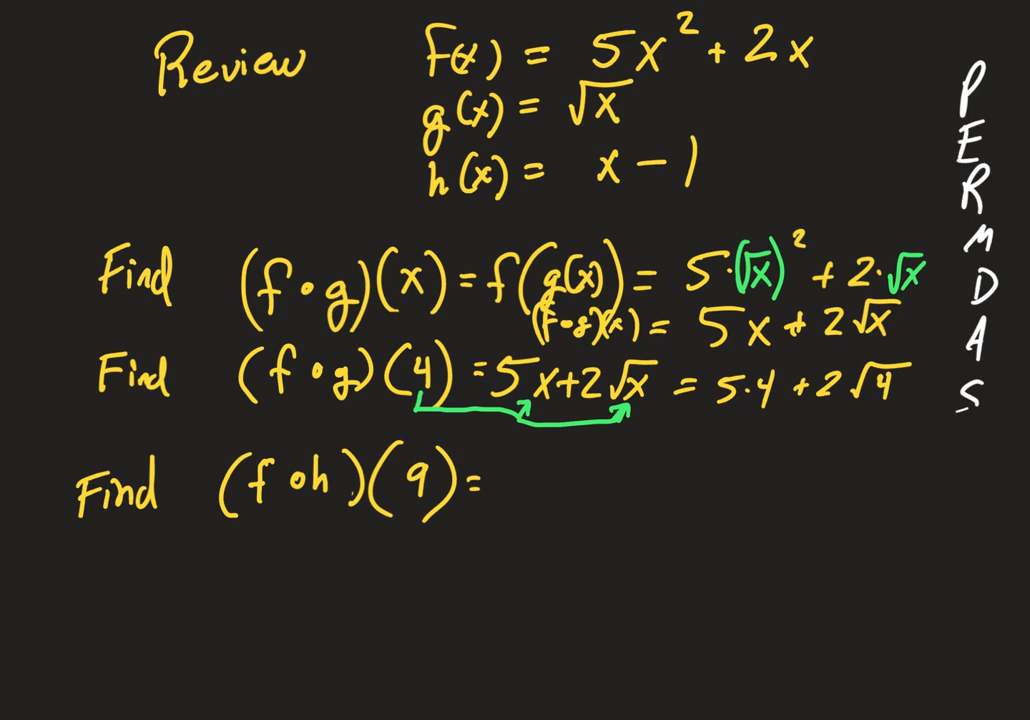 Review f(x) = 5x² + 2x
g(x) = √x
h(x) = x - 1
Find (f∘g)(x) = f(g(x)) = 5·(√x)² + 2·√x
(f∘g)(x) = 5x + 2√x
Find (f∘g)(4) = 5x+2√x = 5·4 + 2√4
Find (f∘h)(9) =
P
E
R
M
D
A
S